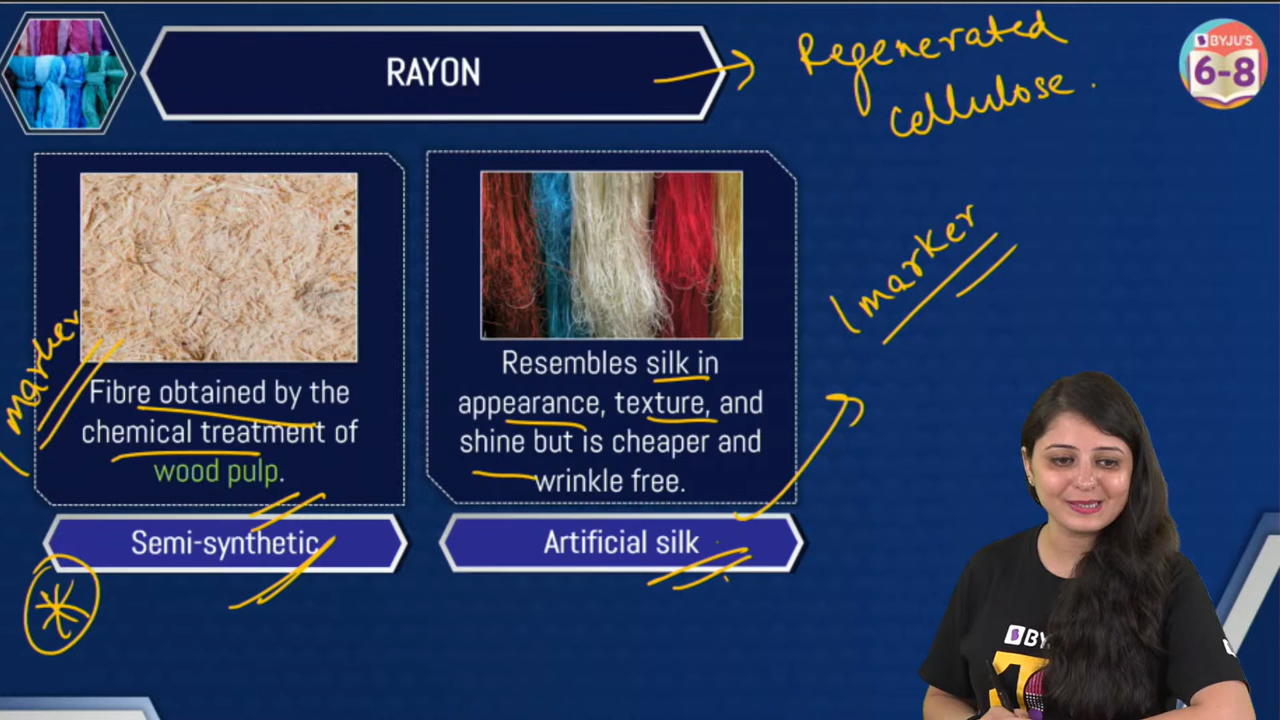 RAYON
Regenerated
cellulose.
BYJU'S
6-8
Fibre obtained by the
chemical treatment of
wood pulp.
marker
Semi-synthetic
Resembles silk in
appearance, texture, and
shine but is cheaper and
wrinkle free.
Artificial silk
1 marker
BY